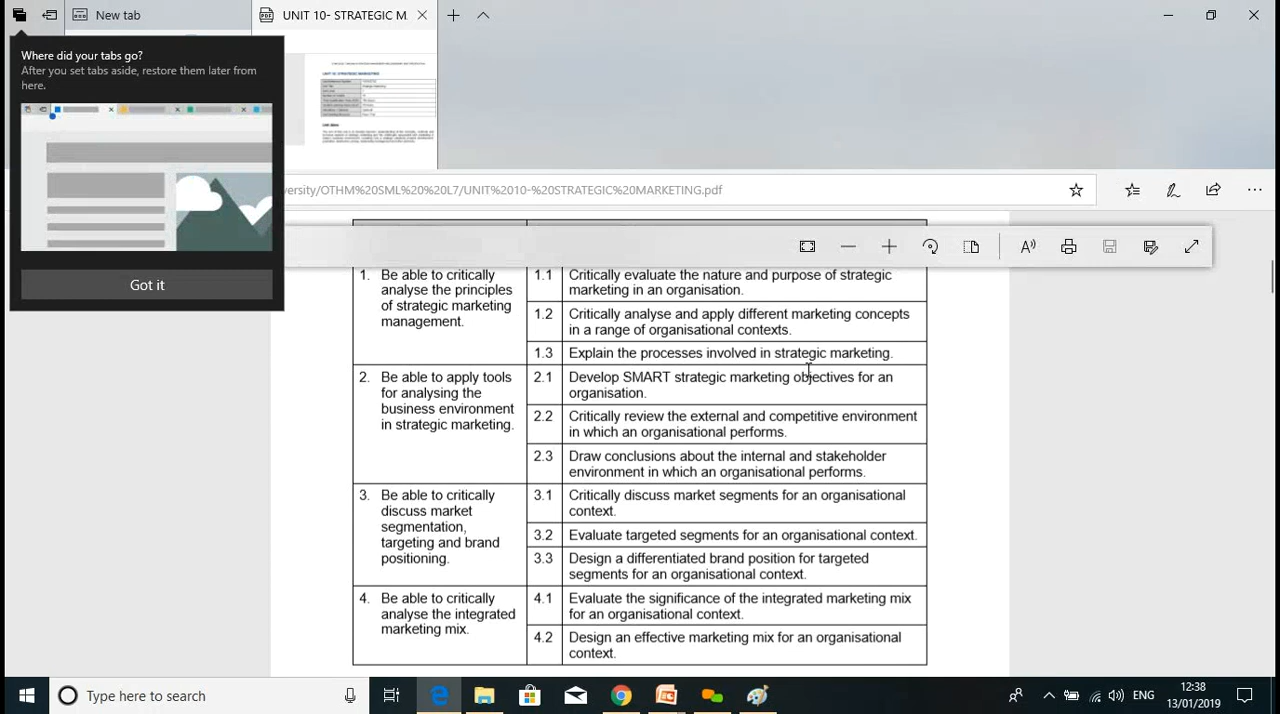 New tab
UNIT 10- STRATEGIC M.
Where did your tabs go?
After you set tabs aside, restore them later from
here.
Got it
UNIT 10: STRATEGIC MARKETING
versity/OTHM%20SML%20%20L7/UNIT%2010-%20STRATEGIC%20MARKETING.pdf
1. Be able to critically
analyse the principles
of strategic marketing
management.
1.1 Critically evaluate the nature and purpose of strategic
marketing in an organisation.
1.2 Critically analyse and apply different marketing concepts
in a range of organisational contexts.
1.3 Explain the processes involved in strategic marketing.
2. Be able to apply tools
for analysing the
business environment
in strategic marketing.
2.1 Develop SMART strategic marketing objectives for an
organisation.
2.2 Critically review the external and competitive environment
in which an organisational performs.
2.3 Draw conclusions about the internal and stakeholder
environment in which an organisational performs.
3. Be able to critically
discuss market
segmentation,
targeting and brand
positioning.
3.1 Critically discuss market segments for an organisational
context.
3.2 Evaluate targeted segments for an organisational context.
3.3 Design a differentiated brand position for targeted
segments for an organisational context.
4. Be able to critically
analyse the integrated
marketing mix.
4.1 Evaluate the significance of the integrated marketing mix
for an organisational context.
4.2 Design an effective marketing mix for an organisational
context.
Type here to search
ENG
12:38
13/01/2019